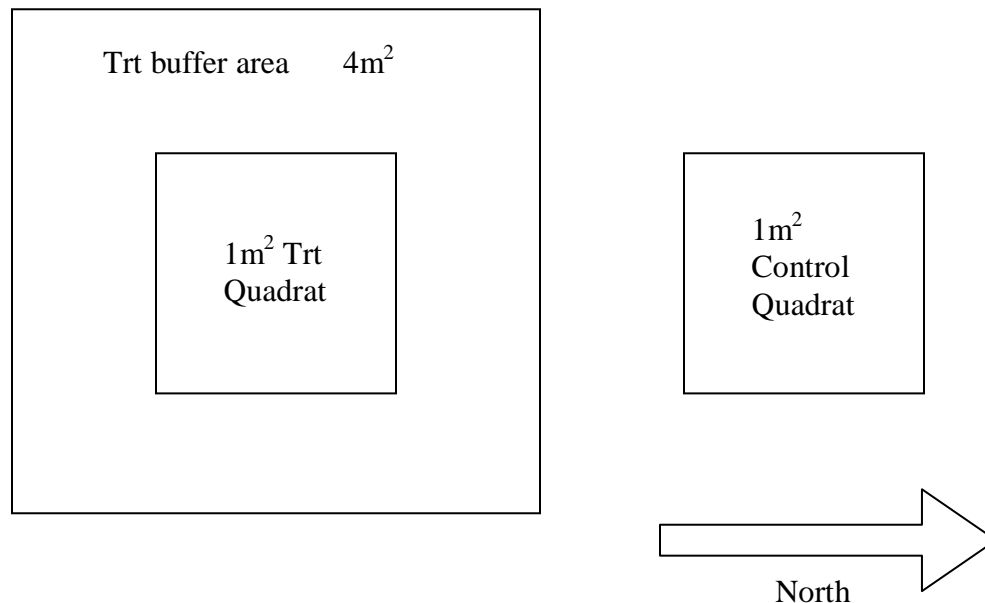 Trt buffer area 4m²
1m² Trt
Quadrat
1m²
Control
Quadrat
North